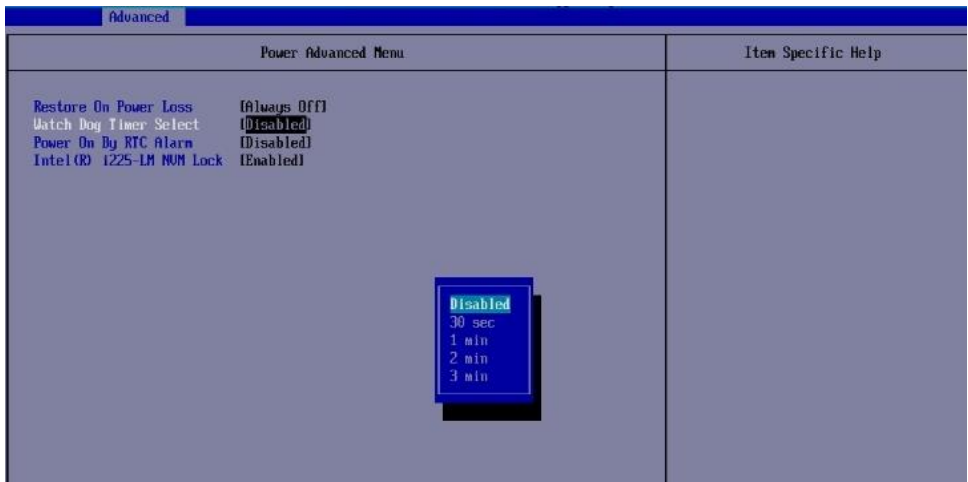 Advanced
Power Advanced Menu
Item Specific Help
Restore On Power Loss [Always Off]
Watch Dog Timer Select [Disabled]
Power On By RTC Alarm [Disabled]
Intel(R) i225-LM NVM Lock [Enabled]
Disabled
30 sec
1 min
2 min
3 min